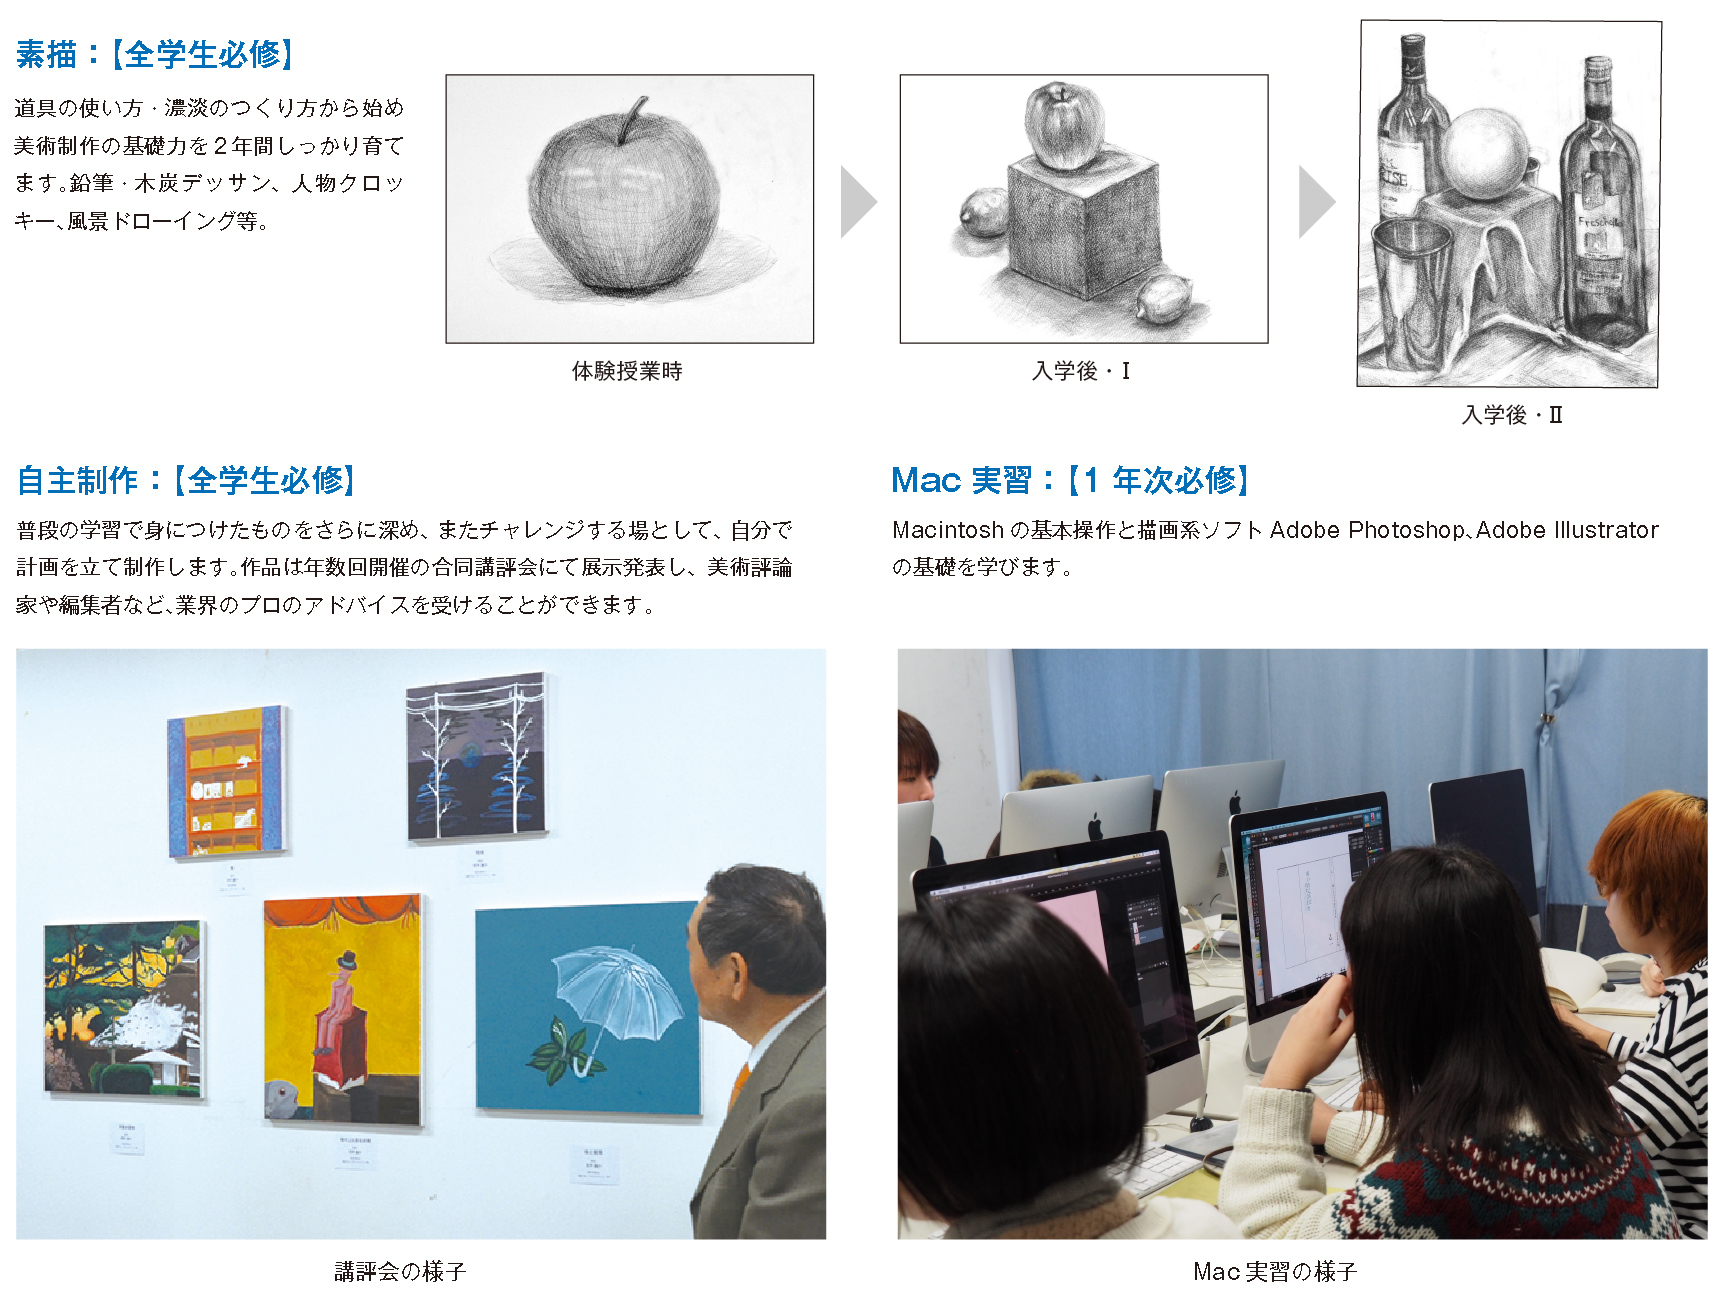 素描：【全学生必修】
道具の使い方・濃淡のつくり方から始め
美術制作の基礎力を２年間しっかり育て
ます。鉛筆・木炭デッサン、人物クロッ
キー、風景ドローイング等。
体験授業時
入学後・Ⅰ
Freschello
入学後・Ⅱ
自主制作：【全学生必修】
普段の学習で身につけたものをさらに深め、またチャレンジする場として、自分で
計画を立て制作します。作品は年数回開催の合同講評会にて展示発表し、美術評論
家や編集者など、業界のプロのアドバイスを受けることができます。
講評会の様子
Mac 実習：【1 年次必修】
Macintosh の基本操作と描画系ソフト Adobe Photoshop、Adobe Illustrator
の基礎を学びます。
Mac 実習の様子